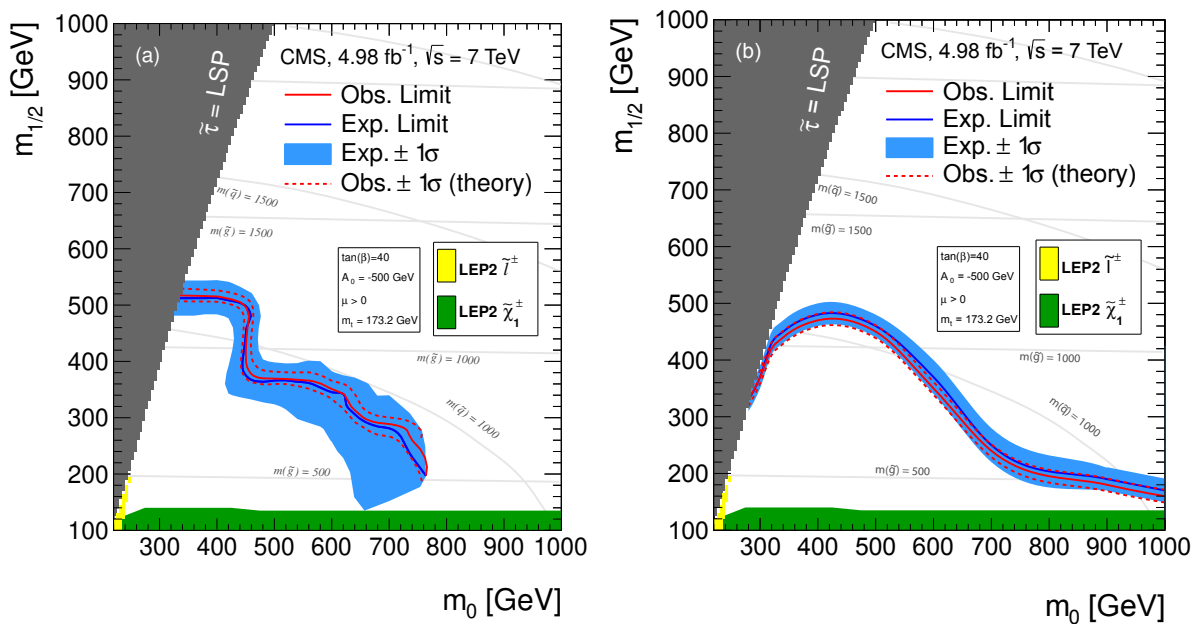 (a)
CMS, 4.98 fb⁻¹, √s = 7 TeV
τ̃ = LSP
Obs. Limit
Exp. Limit
Exp. ± 1σ
Obs. ± 1σ (theory)
m(q̃) = 1500
m(g̃) = 1500
tan(β)=40
A₀ = -500 GeV
μ > 0
mₜ = 173.2 GeV
LEP2 l̃±
LEP2 χ̃₁±
m(g̃) = 1000
m(q̃) = 1000
m(g̃) = 500
m₁/₂ [GeV]
1000
900
800
700
600
500
400
300
200
100
300 400 500 600 700 800 900 1000
m₀ [GeV]
(b)
CMS, 4.98 fb⁻¹, √s = 7 TeV
τ̃ = LSP
Obs. Limit
Exp. Limit
Exp. ± 1σ
Obs. ± 1σ (theory)
m(q̃) = 1500
m(g̃) = 1500
tan(β)=40
A₀ = -500 GeV
μ > 0
mₜ = 173.2 GeV
LEP2 l̃±
LEP2 χ̃₁±
m(g̃) = 1000
m(q̃) = 1000
m(g̃) = 500
m₁/₂ [GeV]
1000
900
800
700
600
500
400
300
200
100
300 400 500 600 700 800 900 1000
m₀ [GeV]